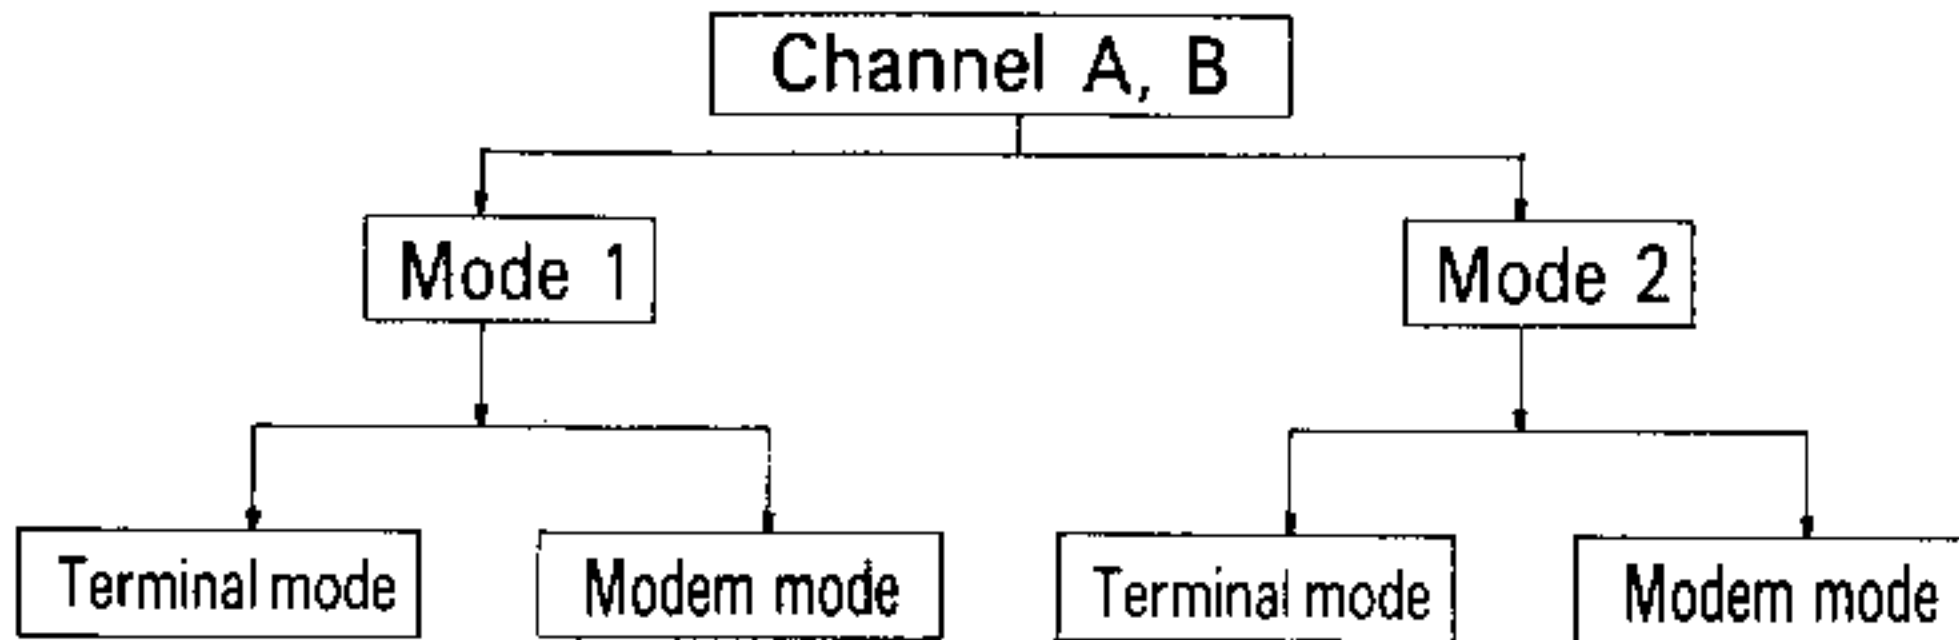 Channel A, B
Mode 1
Mode 2
Terminal mode
Modem mode
Terminal mode
Modem mode